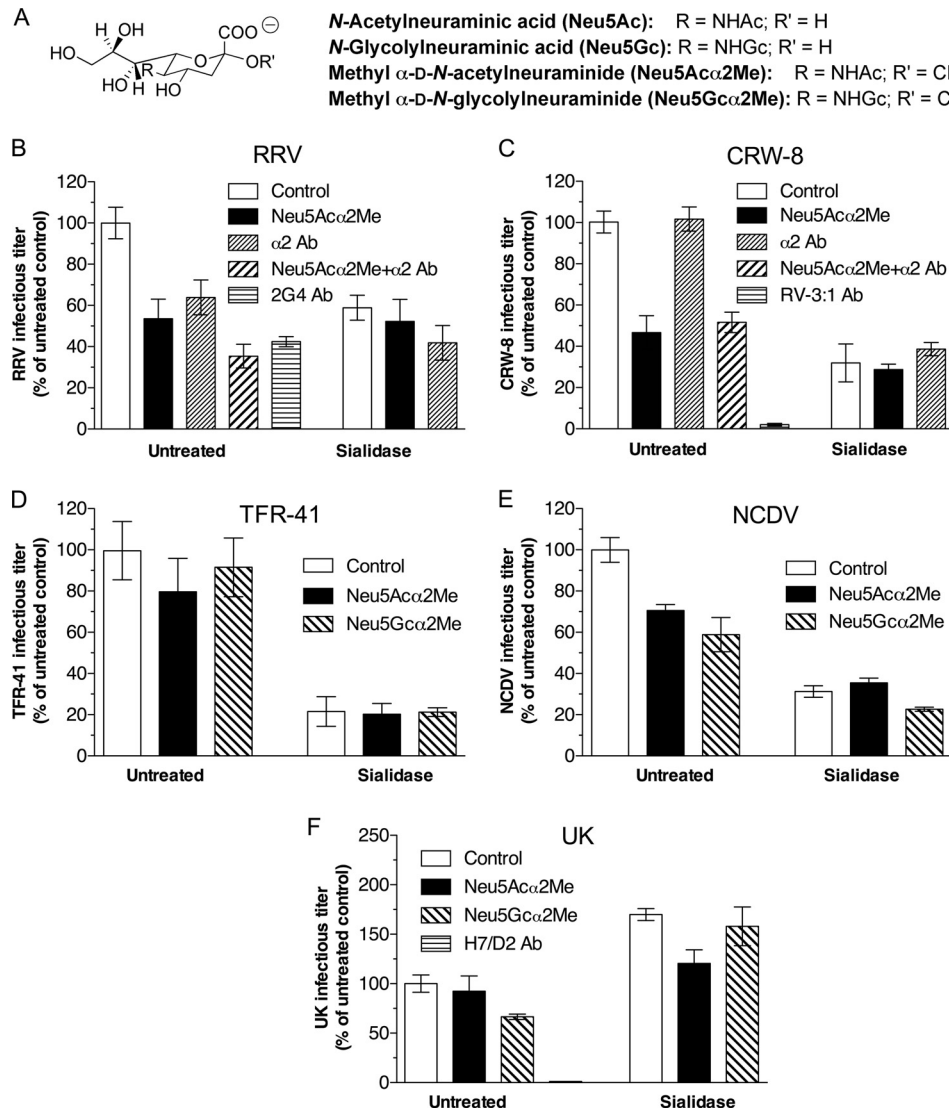 A
H
OH
HO
HO
R
HO
O
COO ⊖
OR'
N-Acetylneuraminic acid (Neu5Ac): R = NHAc; R' = H
N-Glycolylneuraminic acid (Neu5Gc): R = NHGc; R' = H
Methyl α-D-N-acetylneuraminide (Neu5Acα2Me): R = NHAc; R' =
Methyl α-D-N-glycolylneuraminide (Neu5Gcα2Me): R = NHGc; R' =
B
RRV
RRV infectious titer
(% of untreated control)
120
100
80
60
40
20
0
Control
Neu5Acα2Me
α2 Ab
Neu5Acα2Me+α2 Ab
2G4 Ab
Untreated
Sialidase
C
CRW-8
CRW-8 infectious titer
(% of untreated control)
120
100
80
60
40
20
0
Control
Neu5Acα2Me
α2 Ab
Neu5Acα2Me+α2 Ab
RV-3:1 Ab
Untreated
Sialidase
D
TFR-41
TFR-41 infectious titer
(% of untreated control)
120
100
80
60
40
20
0
Control
Neu5Acα2Me
Neu5Gcα2Me
Untreated
Sialidase
E
NCDV
NCDV infectious titer
(% of untreated control)
120
100
80
60
40
20
0
Control
Neu5Acα2Me
Neu5Gcα2Me
Untreated
Sialidase
F
UK
UK infectious titer
(% of untreated control)
250
200
150
100
50
0
Control
Neu5Acα2Me
Neu5Gcα2Me
H7/D2 Ab
Untreated
Sialidase